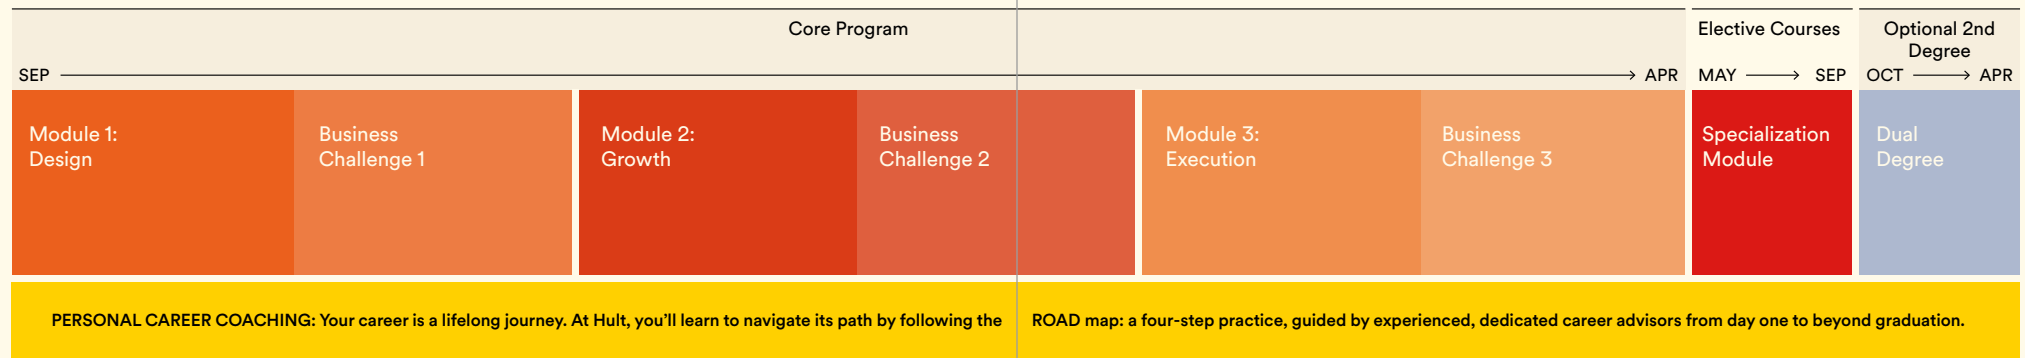 Core Program
SEP
APR
Elective Courses
MAY
SEP
Optional 2nd
Degree
OCT
APR
Module 1:
Design
Business
Challenge 1
Module 2:
Growth
Business
Challenge 2
Module 3:
Execution
Business
Challenge 3
Specialization
Module
Dual
Degree
PERSONAL CAREER COACHING: Your career is a lifelong journey. At Hult, you’ll learn to navigate its path by following the ROAD map: a four-step practice, guided by experienced, dedicated career advisors from day one to beyond graduation.